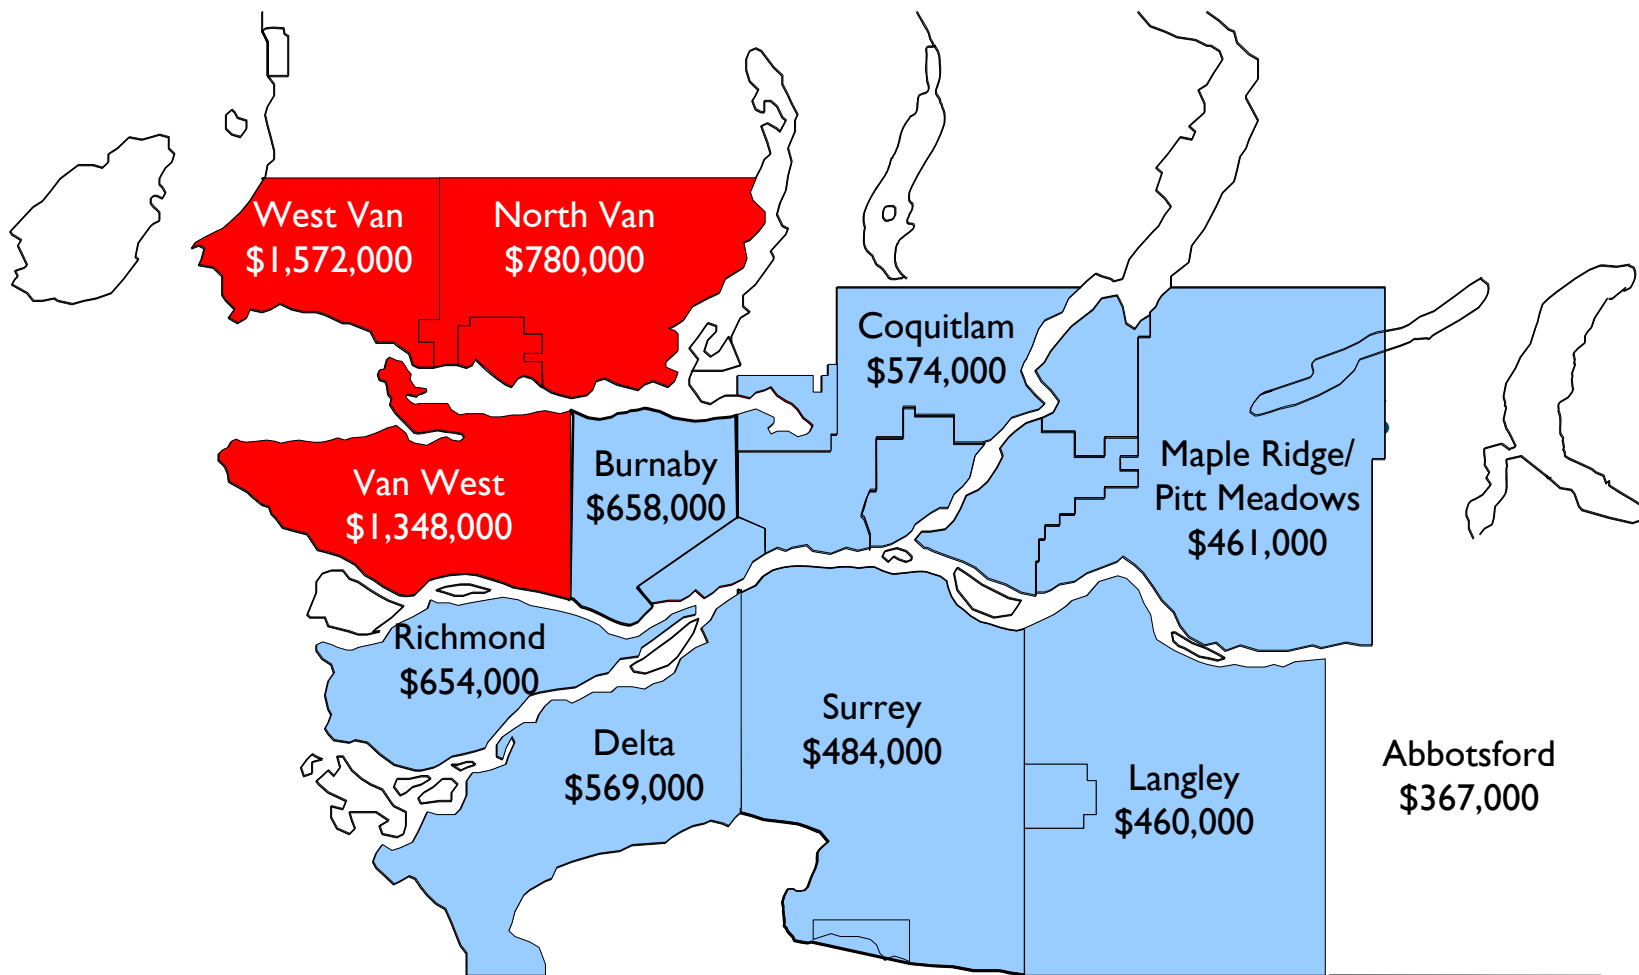 West Van
$1,572,000
North Van
$780,000
Coquitlam
$574,000
Maple Ridge/
Pitt Meadows
$461,000
Burnaby
$658,000
Van West
$1,348,000
Richmond
$654,000
Delta
$569,000
Surrey
$484,000
Langley
$460,000
Abbotsford
$367,000